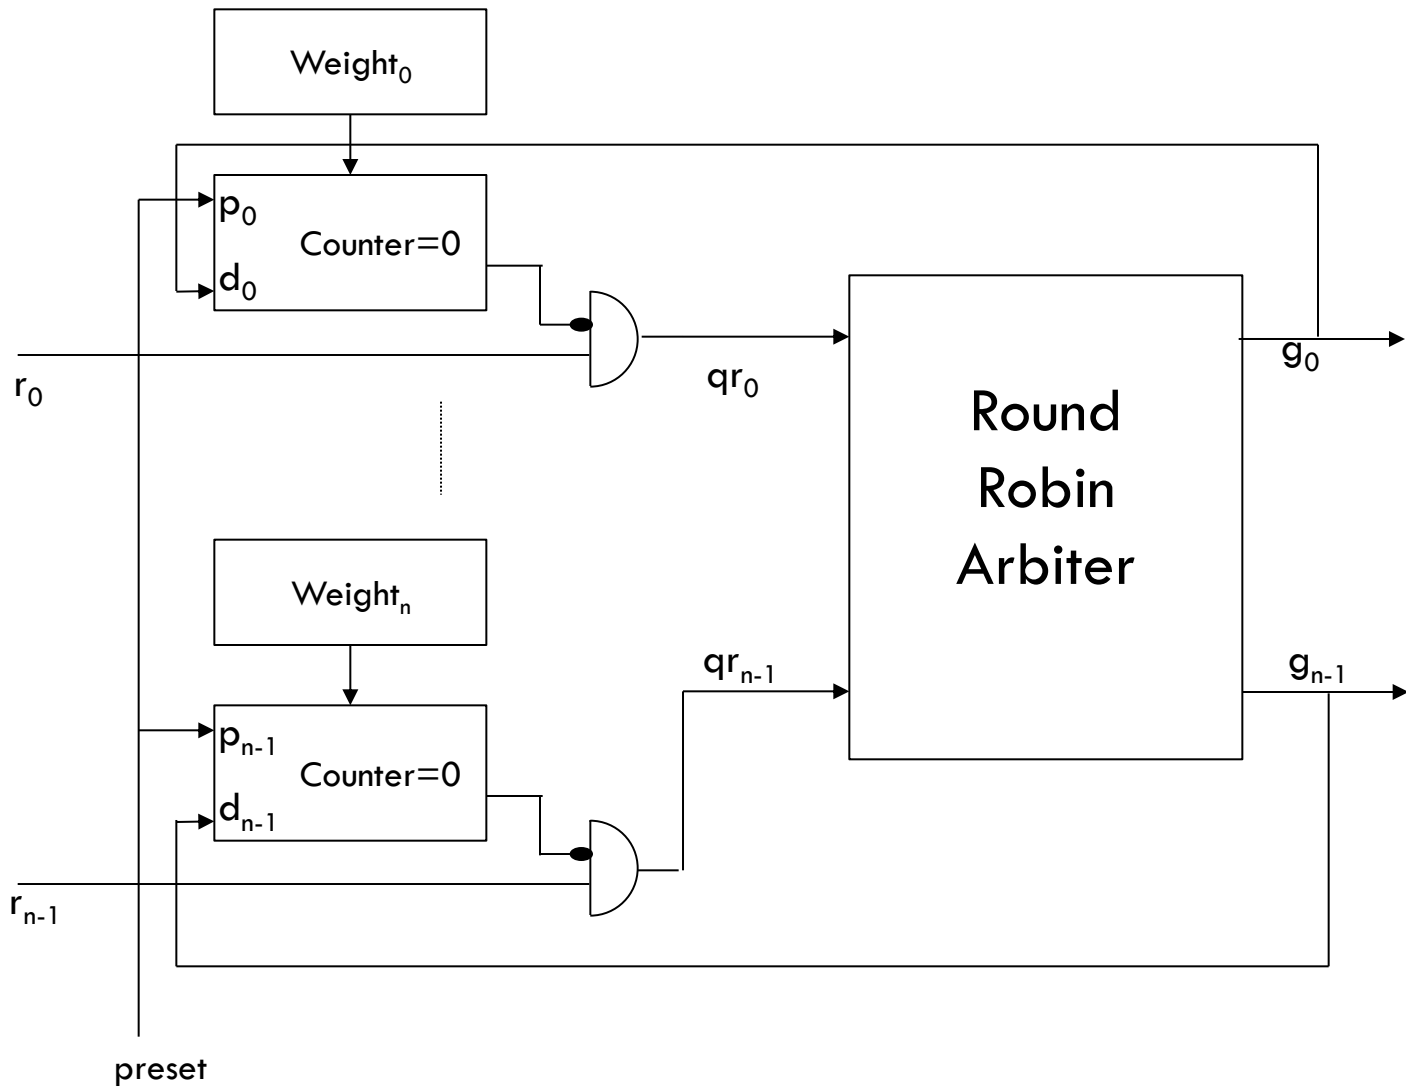 Weight₀
p₀
Counter=0
d₀
r₀
qr₀
g₀
Round
Robin
Arbiter
Weightₙ
qrₙ₋₁
gₙ₋₁
pₙ₋₁
Counter=0
dₙ₋₁
rₙ₋₁
preset